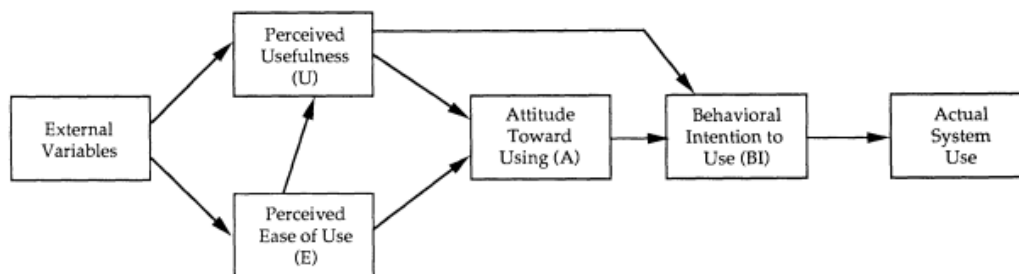 External
Variables
Perceived
Usefulness
(U)
Perceived
Ease of Use
(E)
Attitude
Toward
Using (A)
Behavioral
Intention to
Use (BI)
Actual
System
Use